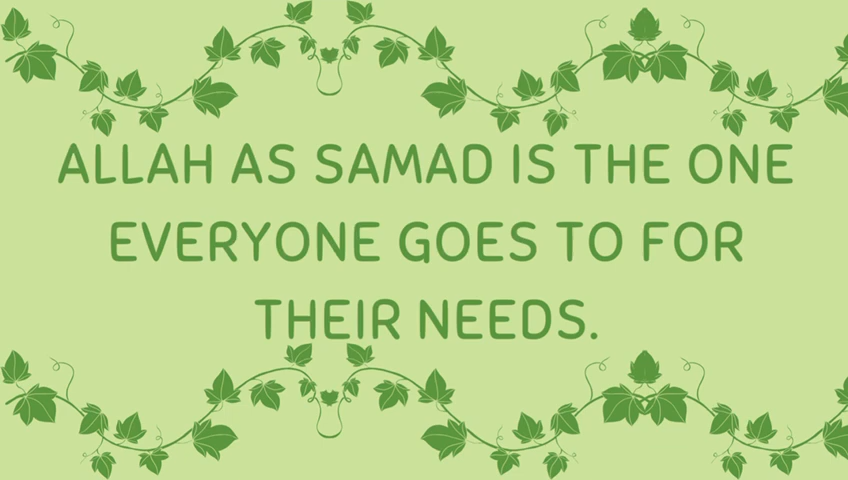 ALLAH AS SAMAD IS THE ONE
EVERYONE GOES TO FOR
THEIR NEEDS.